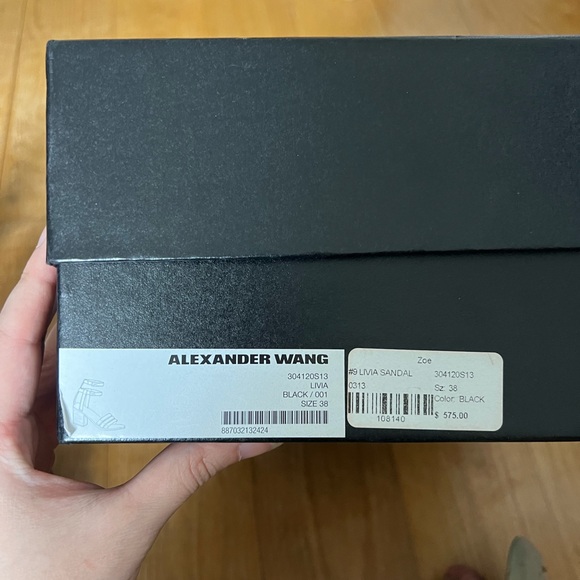 ALEXANDER WANG
304120S13
LIVIA
BLACK / 001
SIZE 38
887032132424
Zoe
#9 LIVIA SANDAL 304120S13
0313 Sz: 38
Color: BLACK
108140 $ 575.00